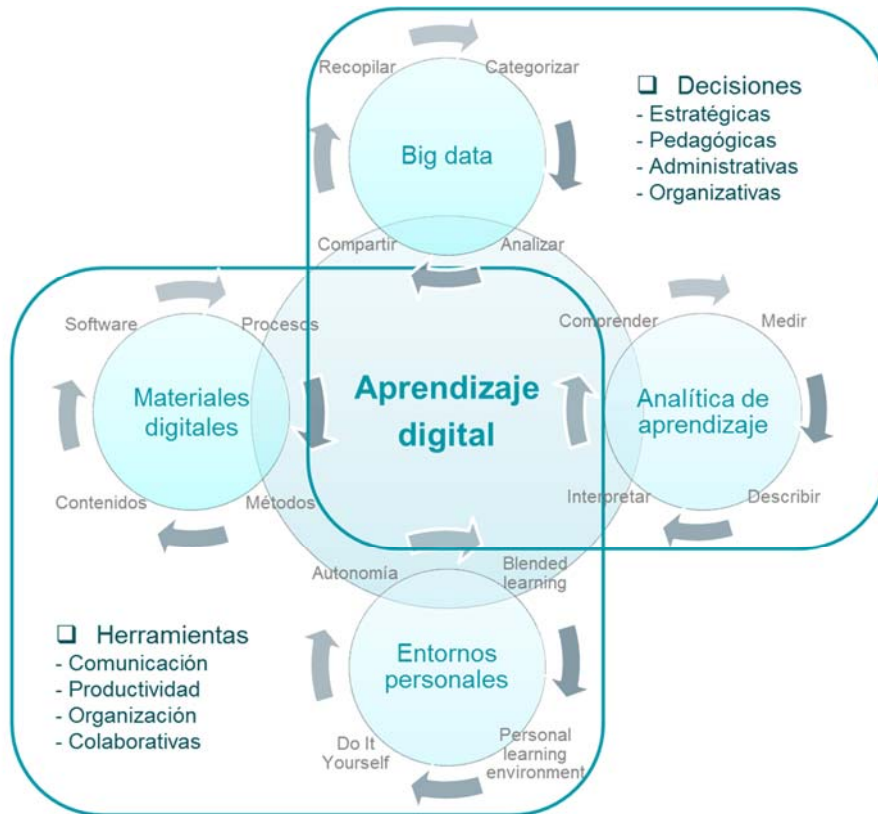 Recopilar
Categorizar
Big data
Compartir
Analizar
❑ Decisiones
- Estratégicas
- Pedagógicas
- Administrativas
- Organizativas
Software
Procesos
Materiales
digitales
Contenidos
Métodos
Aprendizaje
digital
Comprender
Medir
Analítica de
aprendizaje
Interpretar
Describir
Autonomía
Blended
learning
Entornos
personales
Do It
Yourself
Personal
learning
environment
❑ Herramientas
- Comunicación
- Productividad
- Organización
- Colaborativas